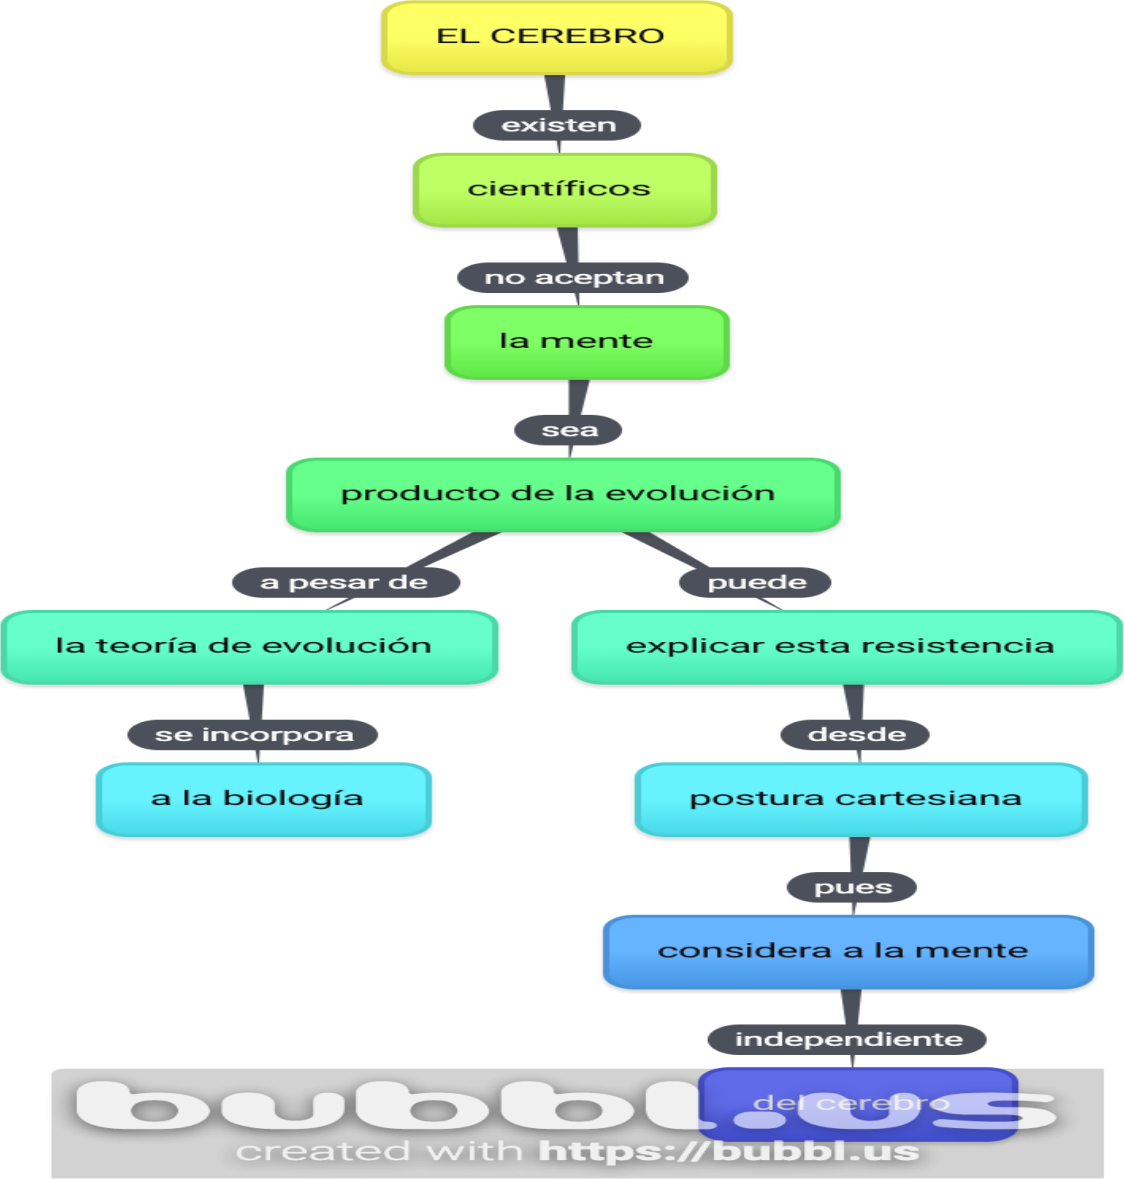 EL CEREBRO
existen
científicos
no aceptan
la mente
sea
producto de la evolución
a pesar de
puede
la teoría de evolución
explicar esta resistencia
se incorpora
desde
a la biología
postura cartesiana
pues
considera a la mente
independiente
del cerebro
bubbl.us
created with https://bubbl.us